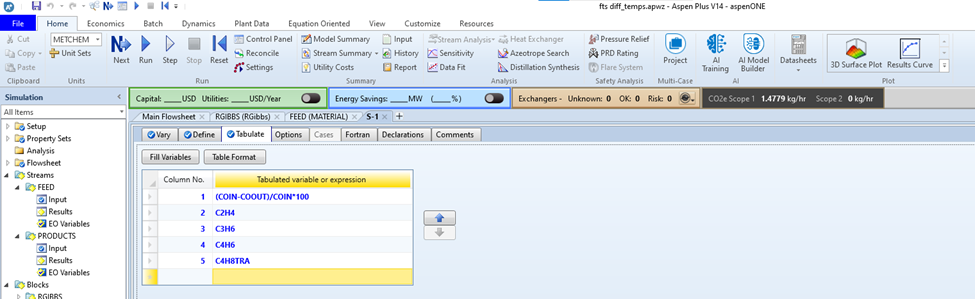 fts diff_temps.apwz - Aspen Plus V14 - aspenONE
File Home Economics Batch Dynamics Plant Data Equation Oriented View Customize Resources
Cut METCHEM Control Panel Model Summary Input Stream Analysis Heat Exchanger Pressure Relief
Copy Unit Sets Next Run Step Stop Reset Reconcile Stream Summary History Sensitivity Azeotrope Search PRD Rating Project AI Training AI Model Builder Datasheets 3D Surface Plot Results Curve
Paste Settings Utility Costs Report Data Fit Distillation Synthesis Flare System
Clipboard Units Run Summary Analysis Safety Analysis Multi-Case AI Plot
Simulation Capital: ____USD Utilities: ____USD/Year Energy Savings: ____MW (____%) Exchangers - Unknown: 0 OK: 0 Risk: 0 CO2e Scope 1 1.4779 kg/hr Scope 2 0 kg/hr
All Items Main Flowsheet RGIBBS (RGibbs) FEED (MATERIAL) S-1 +
Setup Vary Define Tabulate Options Cases Fortran Declarations Comments
Property Sets
Analysis Fill Variables Table Format
Flowsheet
Streams Column No. Tabulated variable or expression
FEED 1 (COIN-COOUT)/COIN*100
Input 2 C2H4
Results 3 C3H6
EO Variables 4 C4H6
PRODUCTS 5 C4H8TRA
Input
Results
EO Variables
Blocks
RGIBBS